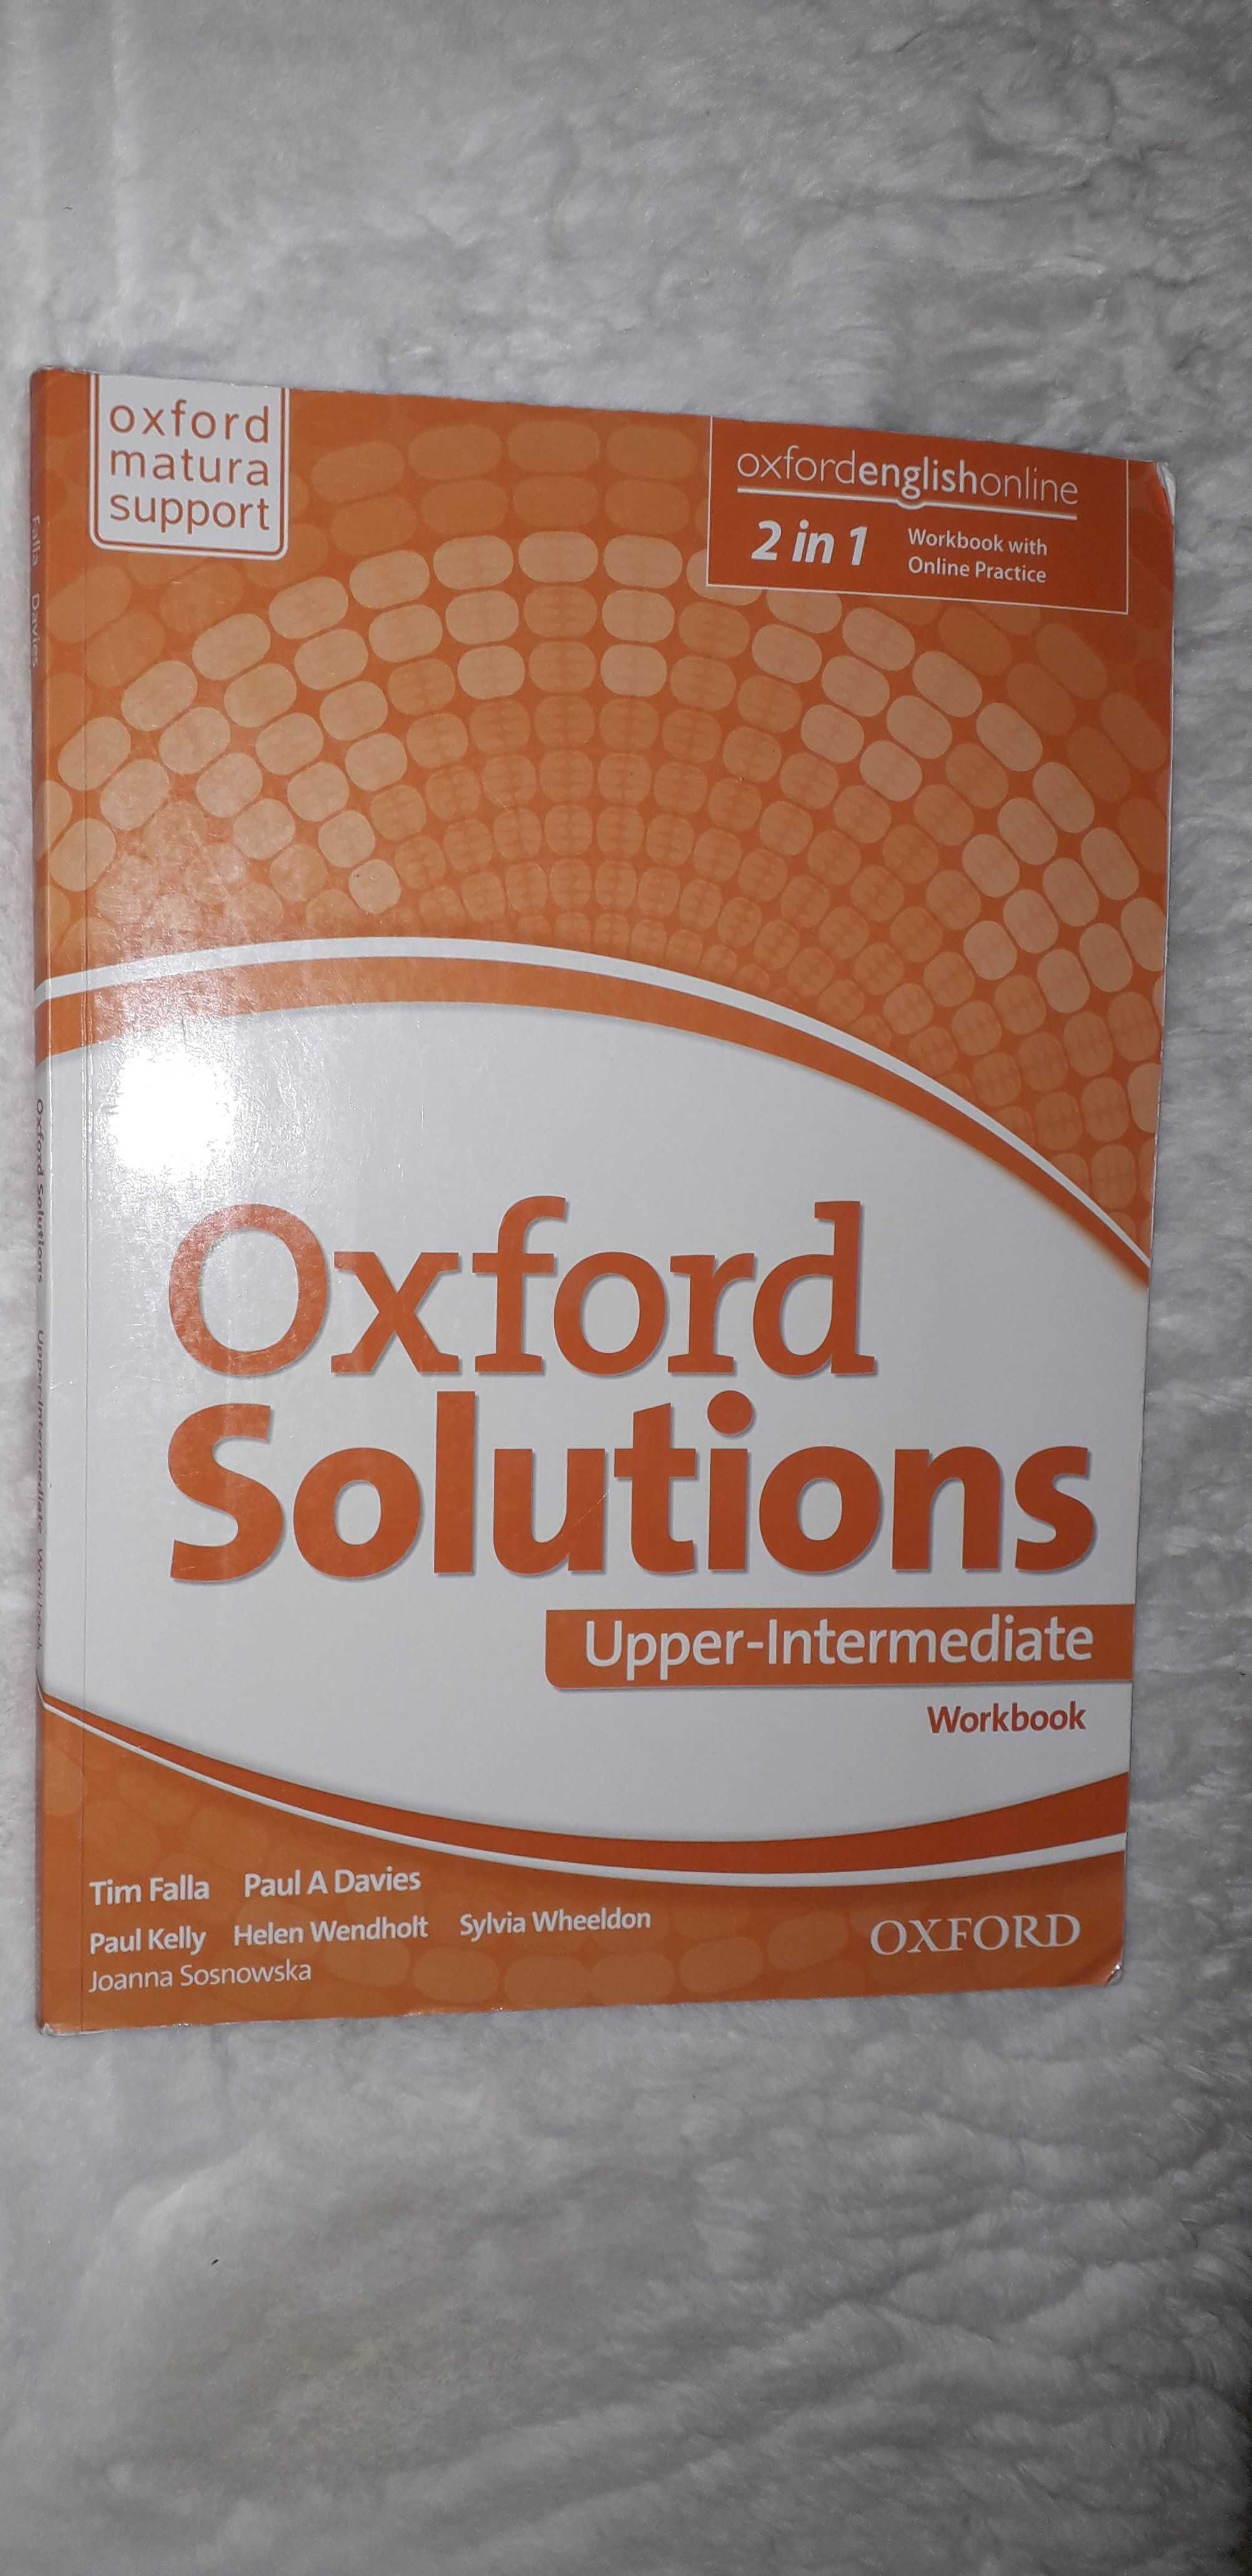 oxford
matura
support
oxfordenglishonline
2 in 1
Workbook with
Online Practice
Oxford
Solutions
Upper-Intermediate
Workbook
Tim Falla Paul A Davies
Paul Kelly Helen Wendholt Sylvia Wheeldon
Joanna Sosnowska
OXFORD
Falla Davies Oxford Solutions Upper-Intermediate Workbook